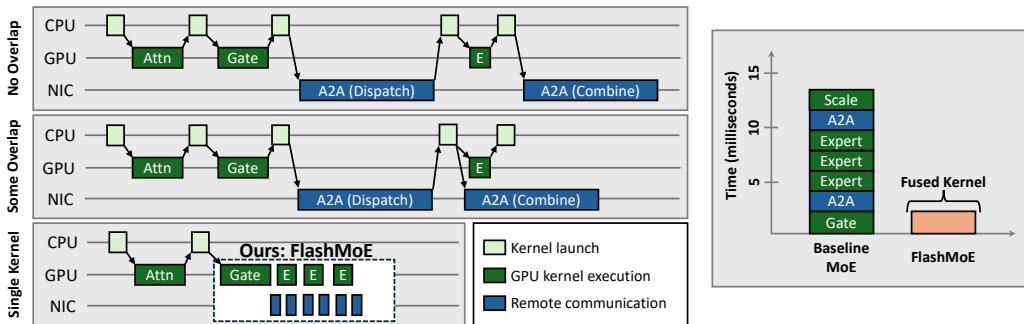 No Overlap
CPU
GPU
NIC
Attn
Gate
E
A2A (Dispatch)
A2A (Combine)
Some Overlap
CPU
GPU
NIC
Attn
Gate
E
A2A (Dispatch)
A2A (Combine)
Single Kernel
CPU
GPU
NIC
Ours: FlashMoE
Attn
Gate
E
E
E
Kernel launch
GPU kernel execution
Remote communication
Time (milliseconds)
15
10
5
Scale
A2A
Expert
Expert
Expert
A2A
Gate
Fused Kernel
Baseline
MoE
FlashMoE